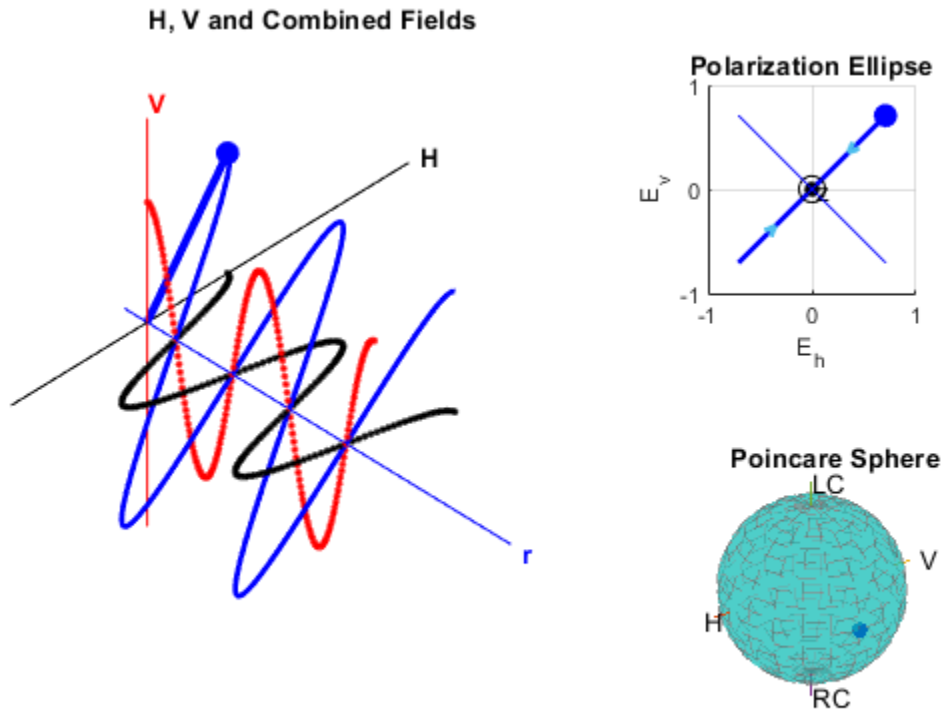 H, V and Combined Fields
V
H
r
Polarization Ellipse
1
0
-1
E_v
-1
0
1
E_h
Z
Poincare Sphere
LC
V
H
RC